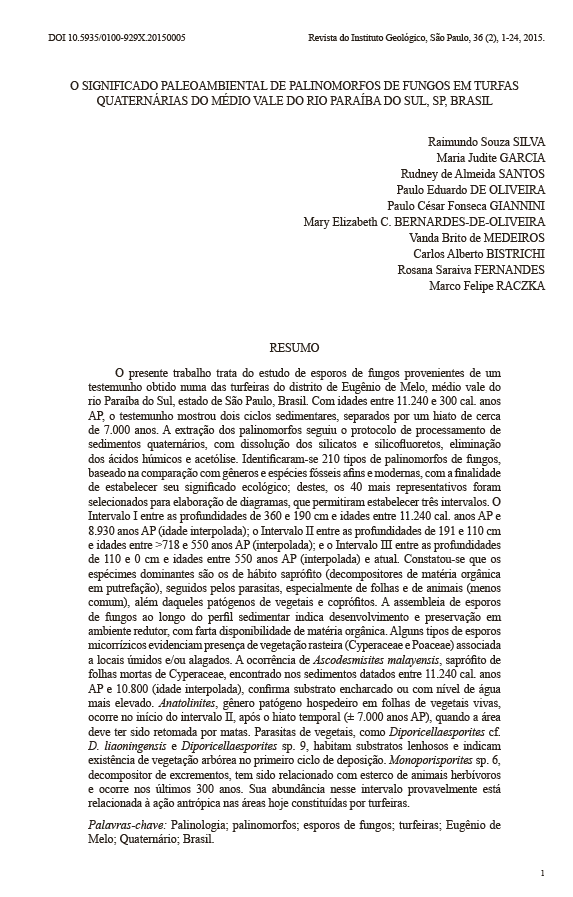 DOI 10.5935/0100-929X.20150005
Revista do Instituto Geológico, São Paulo, 36 (2), 1-24, 2015.
O SIGNIFICADO PALEOAMBIENTAL DE PALINOMORFOS DE FUNGOS EM TURFAS
QUATERNÁRIAS DO MÉDIO VALE DO RIO PARAÍBA DO SUL, SP, BRASIL
Raimundo Souza SILVA
Maria Judite GARCIA
Rudney de Almeida SANTOS
Paulo Eduardo DE OLIVEIRA
Paulo César Fonseca GIANNINI
Mary Elizabeth C. BERNARDES-DE-OLIVEIRA
Vanda Brito de MEDEIROS
Carlos Alberto BISTRICHI
Rosana Saraiva FERNANDES
Marco Felipe RACZKA
RESUMO
O presente trabalho trata do estudo de esporos de fungos provenientes de um
testemunho obtido numa das turfeiras do distrito de Eugênio de Melo, médio vale do
rio Paraíba do Sul, estado de São Paulo, Brasil. Com idades entre 11.240 e 300 cal. anos
AP, o testemunho mostrou dois ciclos sedimentares, separados por um hiato de cerca
de 7.000 anos. A extração dos palinomorfos seguiu o protocolo de processamento de
sedimentos quaternários, com dissolução dos silicatos e silicofluoretos, eliminação
dos ácidos húmicos e acetólise. Identificaram-se 210 tipos de palinomorfos de fungos,
baseado na comparação com gêneros e espécies fósseis afins e modernas, com a finalidade
de estabelecer seu significado ecológico; destes, os 40 mais representativos foram
selecionados para elaboração de diagramas, que permitiram estabelecer três intervalos. O
Intervalo I entre as profundidades de 360 e 190 cm e idades entre 11.240 cal. anos AP e
8.930 anos AP (idade interpolada); o Intervalo II entre as profundidades de 191 e 110 cm
e idades entre >718 e 550 anos AP (interpolada); e o Intervalo III entre as profundidades
de 110 e 0 cm e idades entre 550 anos AP (interpolada) e atual. Constatou-se que os
espécimes dominantes são os de hábito saprófito (decompositores de matéria orgânica
em putrefação), seguidos pelos parasitas, especialmente de folhas e de animais (menos
comum), além daqueles patógenos de vegetais e coprófitos. A assembleia de esporos
de fungos ao longo do perfil sedimentar indica desenvolvimento e preservação em
ambiente redutor, com farta disponibilidade de matéria orgânica. Alguns tipos de esporos
micorrízicos evidenciam presença de vegetação rasteira (Cyperaceae e Poaceae) associada
a locais úmidos e/ou alagados. A ocorrência de Ascodesmisites malayensis, saprófito de
folhas mortas de Cyperaceae, encontrado nos sedimentos datados entre 11.240 cal. anos
AP e 10.800 (idade interpolada), confirma substrato encharcado ou com nível de água
mais elevado. Anatolinites, gênero patógeno hospedeiro em folhas de vegetais vivas,
ocorre no início do intervalo II, após o hiato temporal (± 7.000 anos AP), quando a área
deve ter sido retomada por matas. Parasitas de vegetais, como Diporicellaesporites cf.
D. liaoningensis e Diporicellaesporites sp. 9, habitam substratos lenhosos e indicam
existência de vegetação arbórea no primeiro ciclo de deposição. Monoporisporites sp. 6,
decompositor de excrementos, tem sido relacionado com esterco de animais herbívoros
e ocorre nos últimos 300 anos. Sua abundância nesse intervalo provavelmente está
relacionada à ação antrópica nas áreas hoje constituídas por turfeiras.
Palavras-chave: Palinologia; palinomorfos; esporos de fungos; turfeiras; Eugênio de
Melo; Quaternário; Brasil.
1